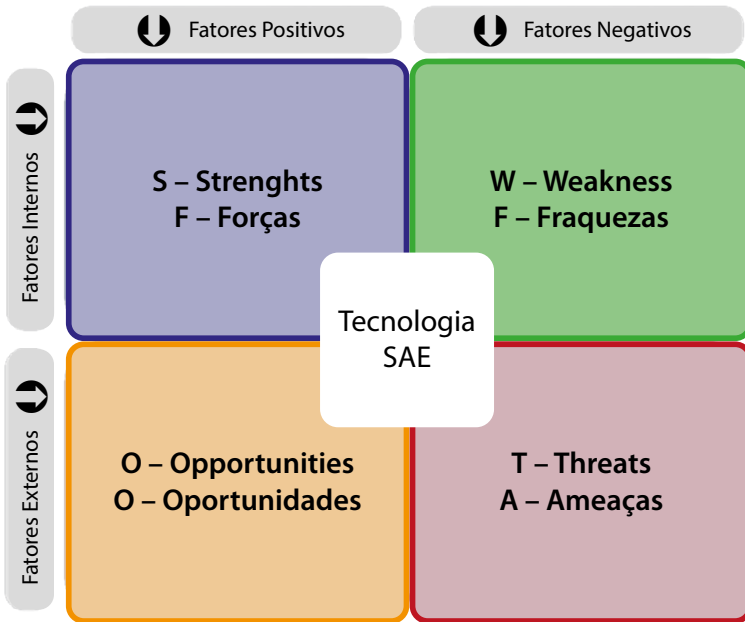 Fatores Positivos
Fatores Negativos
Fatores Internos
S – Strenghts
F – Forças
W – Weakness
F – Fraquezas
Tecnologia
SAE
Fatores Externos
O – Opportunities
O – Oportunidades
T – Threats
A – Ameaças